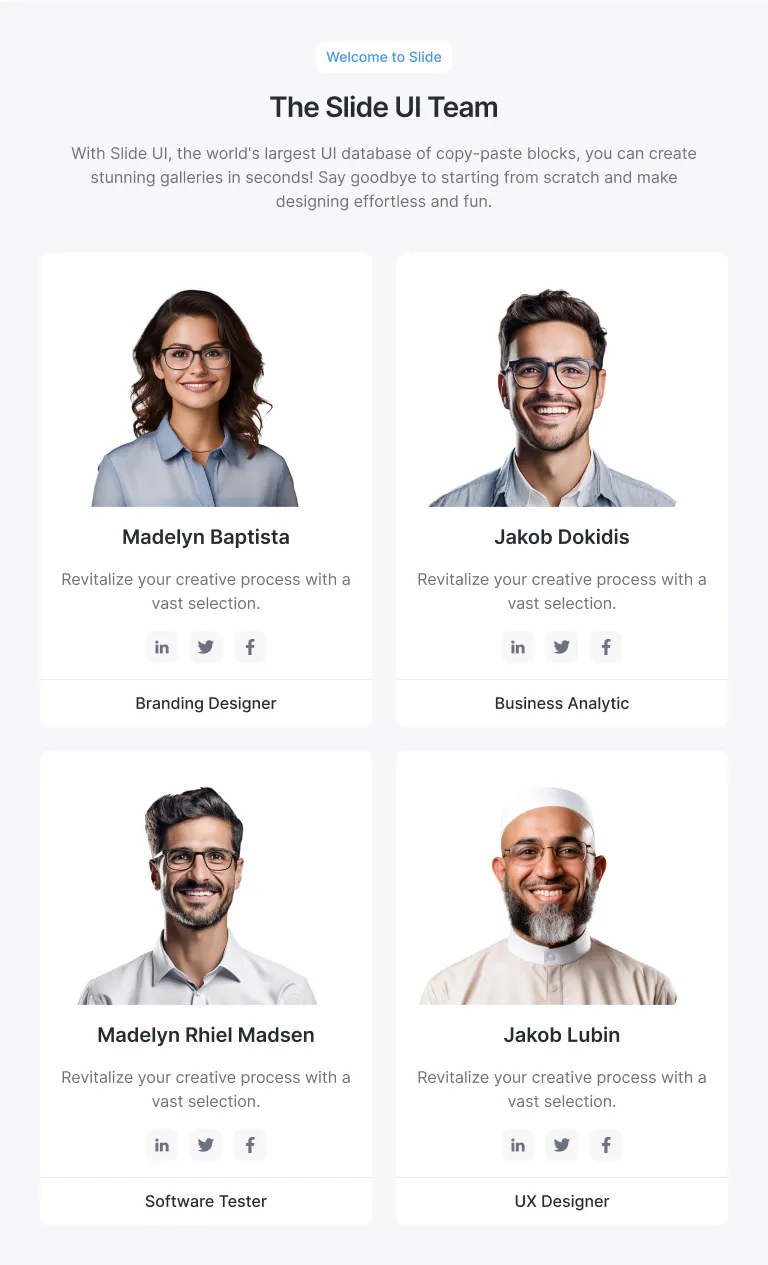 Welcome to Slide
The Slide UI Team
With Slide UI, the world's largest UI database of copy-paste blocks, you can create
stunning galleries in seconds! Say goodbye to starting from scratch and make
designing effortless and fun.
Madelyn Baptista
Revitalize your creative process with a
vast selection.
in
f
Branding Designer
Jakob Dokidis
Revitalize your creative process with a
vast selection.
in
f
Business Analytic
Madelyn Rhiel Madsen
Revitalize your creative process with a
vast selection.
in
f
Software Tester
Jakob Lubin
Revitalize your creative process with a
vast selection.
in
f
UX Designer